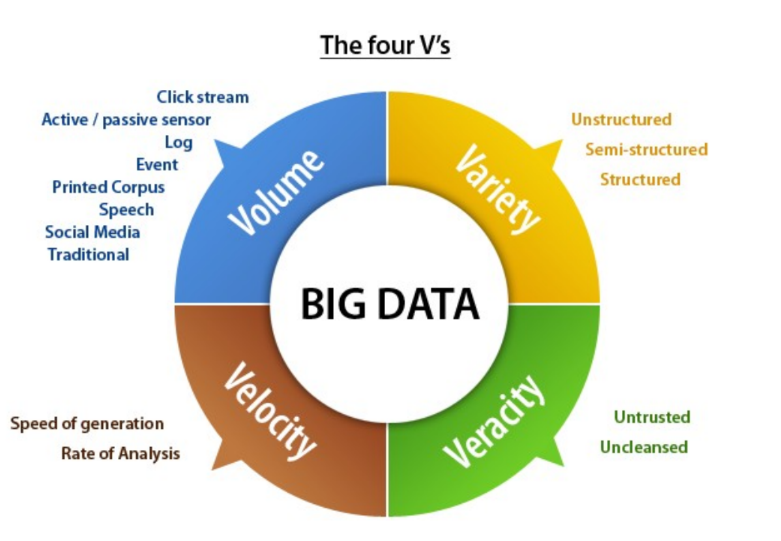 The four V's
Click stream
Active / passive sensor
Log
Event
Printed Corpus
Speech
Social Media
Traditional
Volume
Variety
Unstructured
Semi-structured
Structured
BIG DATA
Velocity
Speed of generation
Rate of Analysis
Veracity
Untrusted
Uncleansed